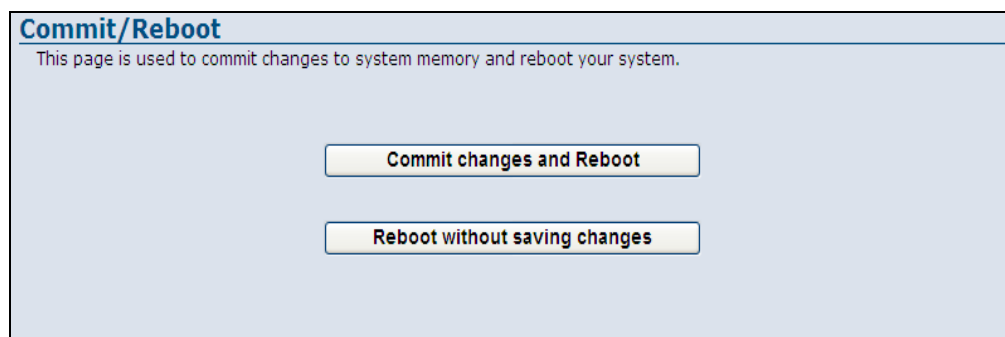 Commit/Reboot
This page is used to commit changes to system memory and reboot your system.
Commit changes and Reboot
Reboot without saving changes